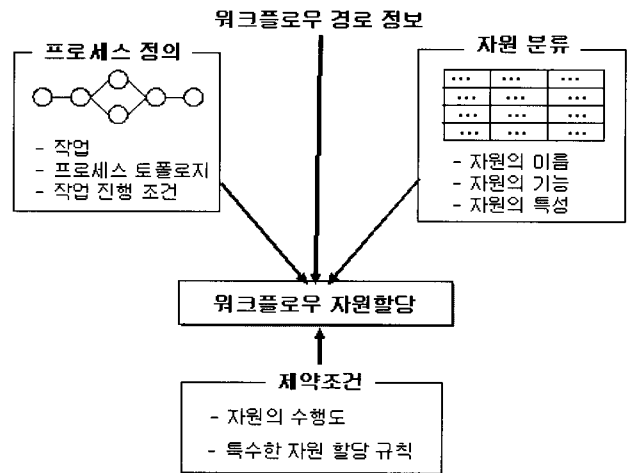 워크플로우 경로 정보
프로세스 정의
- 작업
- 프로세스 토폴로지
- 작업 진행 조건
자원 분류
... ... ...
... ... ...
... ... ...
... ... ...
- 자원의 이름
- 자원의 기능
- 자원의 특성
워크플로우 자원할당
제약조건
- 자원의 수행도
- 특수한 자원 할당 규칙